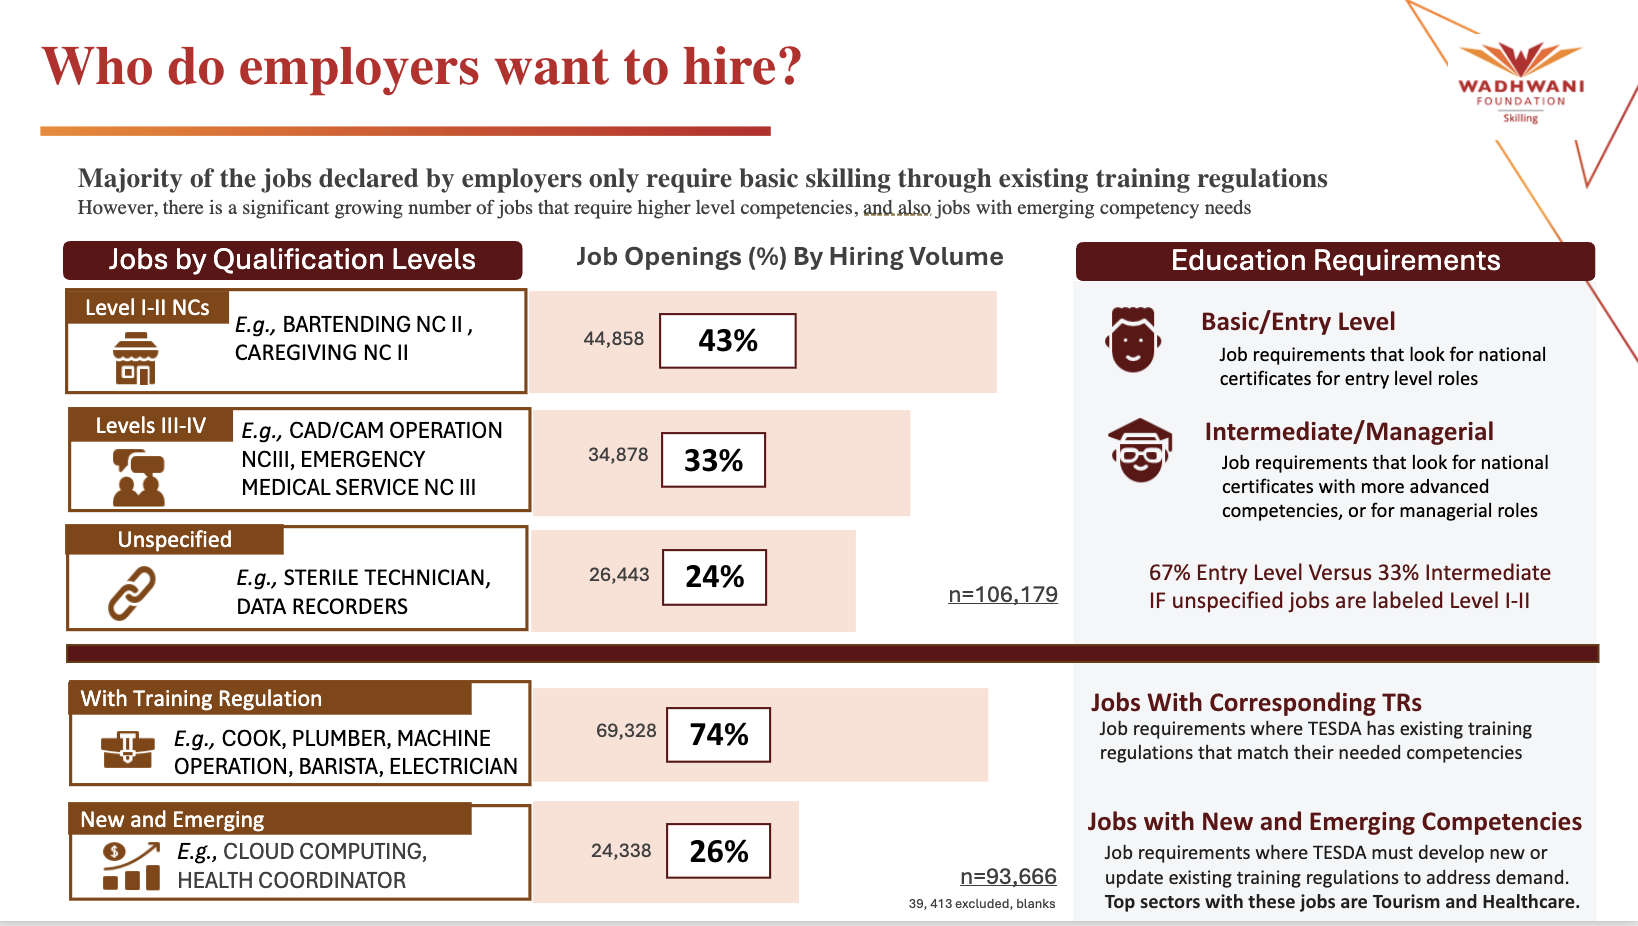 Who do employers want to hire?
WADHWANI
FOUNDATION
Skilling
Majority of the jobs declared by employers only require basic skilling through existing training regulations
However, there is a significant growing number of jobs that require higher level competencies, and also jobs with emerging competency needs
Jobs by Qualification Levels
Job Openings (%) By Hiring Volume
Education Requirements
Level I-II NCs
E.g., BARTENDING NC II ,
CAREGIVING NC II
44,858
43%
Basic/Entry Level
Job requirements that look for national
certificates for entry level roles
Levels III-IV
E.g., CAD/CAM OPERATION
NCIII, EMERGENCY
MEDICAL SERVICE NC III
34,878
33%
Intermediate/Managerial
Job requirements that look for national
certificates with more advanced
competencies, or for managerial roles
Unspecified
E.g., STERILE TECHNICIAN,
DATA RECORDERS
26,443
24%
n=106,179
67% Entry Level Versus 33% Intermediate
IF unspecified jobs are labeled Level I-II
With Training Regulation
E.g., COOK, PLUMBER, MACHINE
OPERATION, BARISTA, ELECTRICIAN
69,328
74%
Jobs With Corresponding TRs
Job requirements where TESDA has existing training
regulations that match their needed competencies
New and Emerging
$
E.g., CLOUD COMPUTING,
HEALTH COORDINATOR
24,338
26%
n=93,666
39, 413 excluded, blanks
Jobs with New and Emerging Competencies
Job requirements where TESDA must develop new or
update existing training regulations to address demand.
Top sectors with these jobs are Tourism and Healthcare.